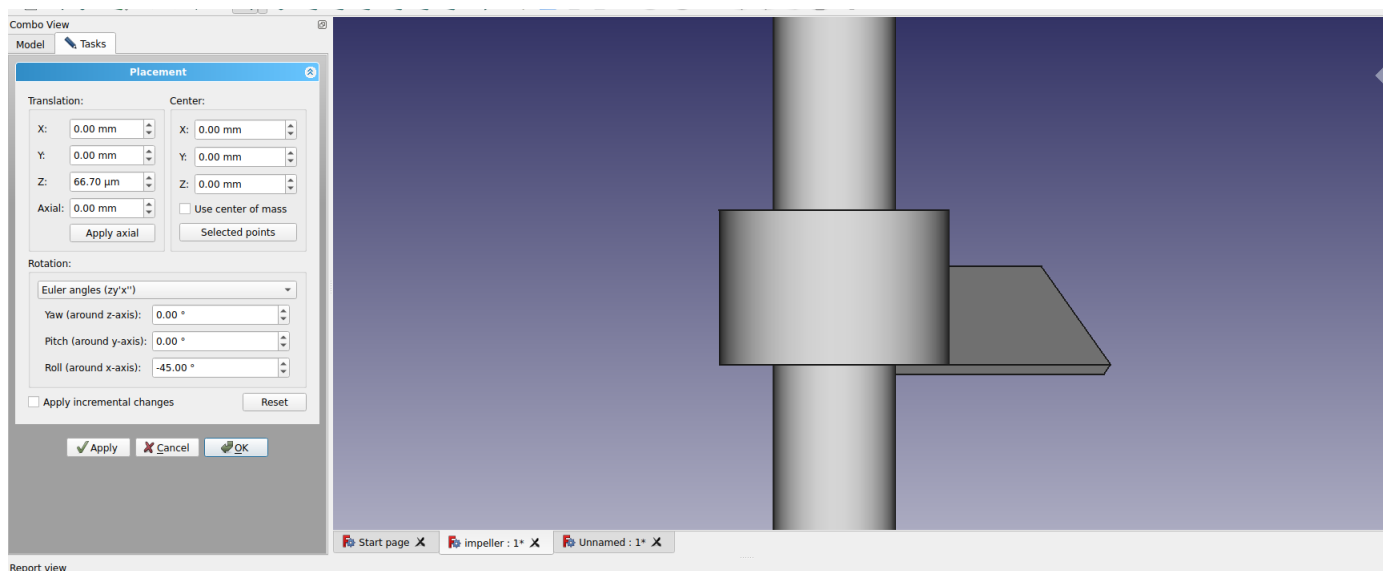 Combo View
Model Tasks
Placement
Translation: Center:
X: 0.00 mm X: 0.00 mm
Y: 0.00 mm Y: 0.00 mm
Z: 66.70 µm Z: 0.00 mm
Axial: 0.00 mm Use center of mass
Apply axial Selected points
Rotation:
Euler angles (zy'x'')
Yaw (around z-axis): 0.00 °
Pitch (around y-axis): 0.00 °
Roll (around x-axis): -45.00 °
Apply incremental changes Reset
Apply Cancel OK
Start page impeller : 1* Unnamed : 1*
Report view